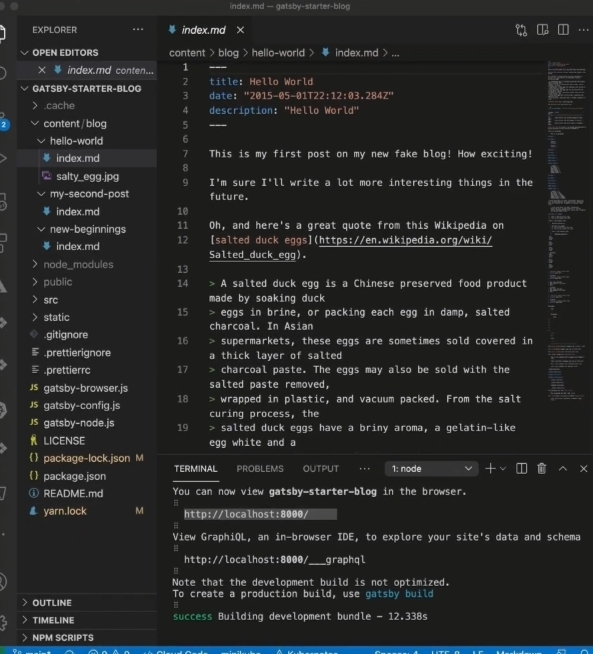 index.md — gatsby-starter-blog
EXPLORER
OPEN EDITORS
index.md conten...
GATSBY-STARTER-BLOG
.cache
content/blog
hello-world
index.md
salty_egg.jpg
my-second-post
index.md
new-beginnings
index.md
node_modules
public
src
static
.gitignore
.prettierignore
.prettierrc
JS gatsby-browser.js
JS gatsby-config.js
JS gatsby-node.js
LICENSE
{} package-lock.json M
{} package.json
README.md
yarn.lock M
OUTLINE
TIMELINE
NPM SCRIPTS
2
index.md
content > blog > hello-world > index.md > ...
1 ---
2 title: Hello World
3 date: "2015-05-01T22:12:03.284Z"
4 description: "Hello World"
5 ---
6
7 This is my first post on my new fake blog! How exciting!
8
9 I'm sure I'll write a lot more interesting things in the
future.
10
11 Oh, and here's a great quote from this Wikipedia on
12 [salted duck eggs](https://en.wikipedia.org/wiki/
Salted_duck_egg).
13
14 > A salted duck egg is a Chinese preserved food product
made by soaking duck
15 > eggs in brine, or packing each egg in damp, salted
charcoal. In Asian
16 > supermarkets, these eggs are sometimes sold covered in
a thick layer of salted
17 > charcoal paste. The eggs may also be sold with the
salted paste removed,
18 > wrapped in plastic, and vacuum packed. From the salt
curing process, the
19 > salted duck eggs have a briny aroma, a gelatin-like
egg white and a
TERMINAL PROBLEMS OUTPUT ... 1: node
You can now view gatsby-starter-blog in the browser.
http://localhost:8000/
View GraphiQL, an in-browser IDE, to explore your site's data and schema
http://localhost:8000/___graphql
Note that the development build is not optimized.
To create a production build, use gatsby build
success Building development bundle - 12.338s
main* 0 0 Cloud Code minikube Kubernetes Spaces: 4 UTF-8 LF Markdown